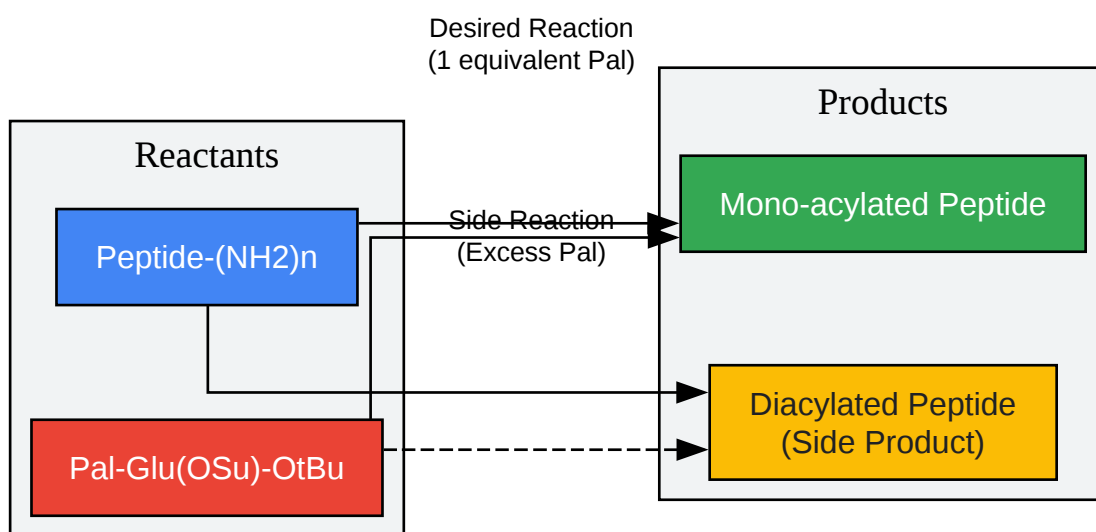 Desired Reaction
(1 equivalent Pal)
Reactants
Products
Peptide-(NH2)n
Side Reaction
(Excess Pal)
Mono-acylated Peptide
Pal-Glu(OSu)-OtBu
Diacylated Peptide
(Side Product)